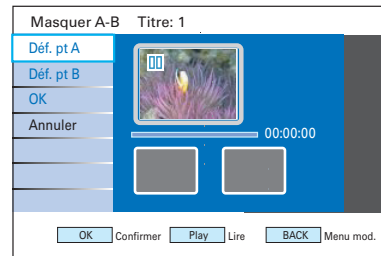 Masquer A-B Titre: 1
Déf. pt A
Déf. pt B
OK
Annuler
00:00:00
OK Confirmer Play Lire BACK Menu mod.